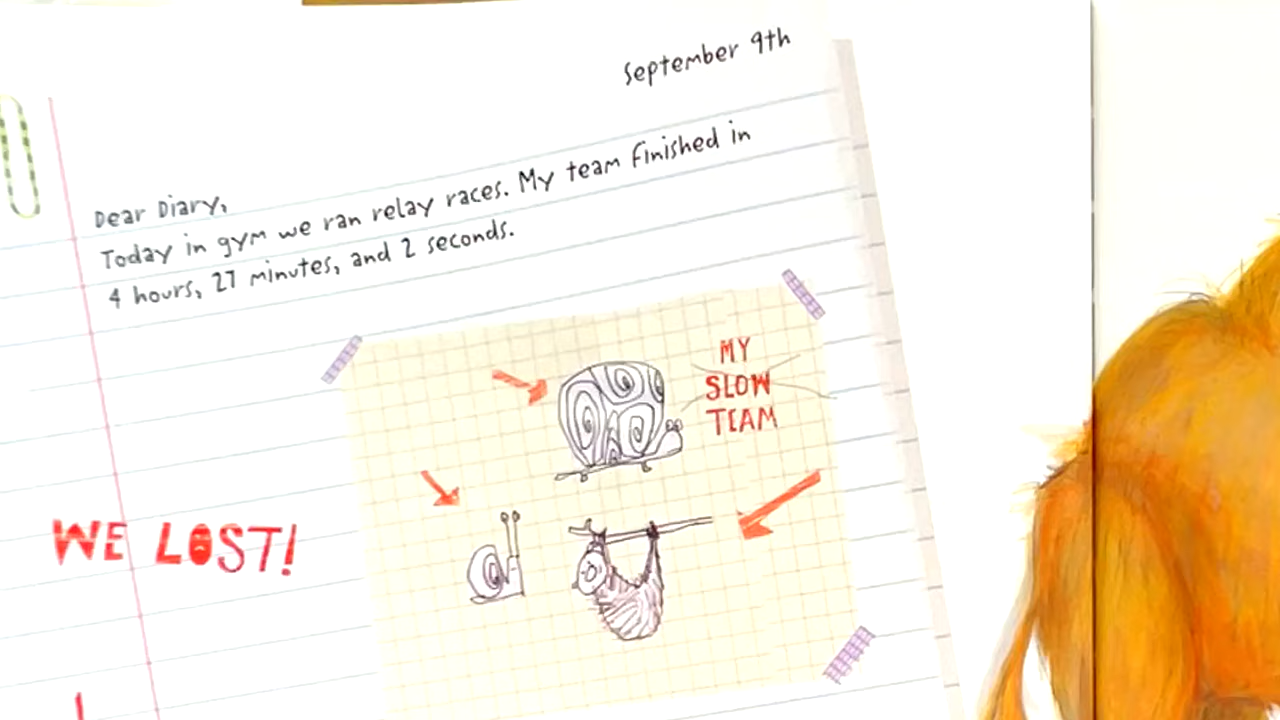 September 9th
Dear Diary,
Today in gym we ran relay races. My team finished in
4 hours, 27 minutes, and 2 seconds.
MY
SLOW
TEAM
WE LOST!